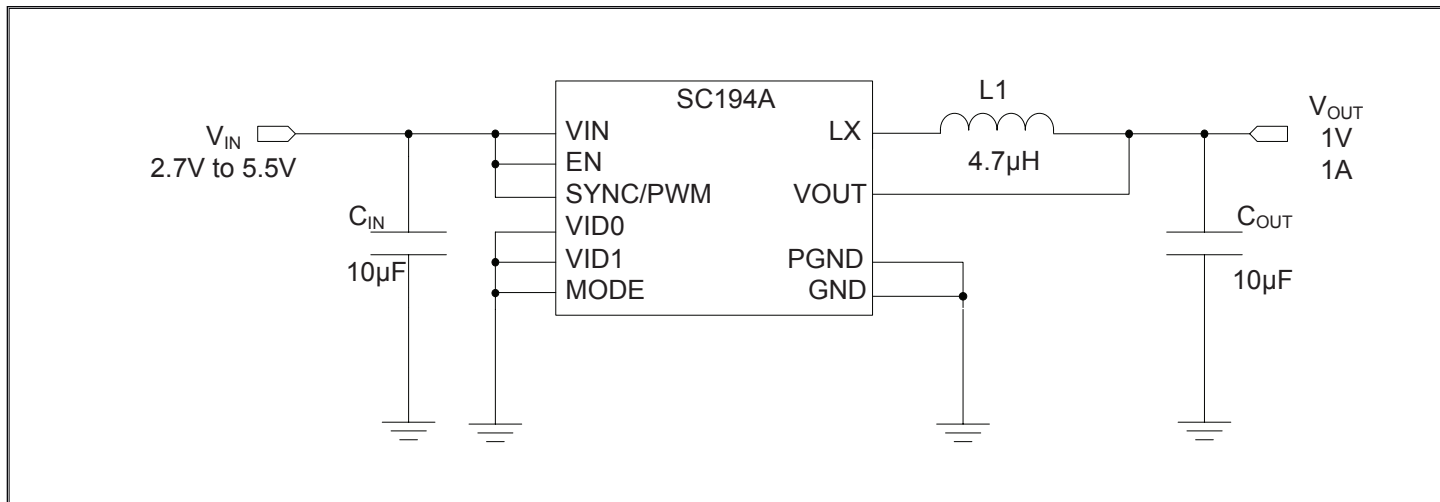 SC194A
V_IN
2.7V to 5.5V
C_IN
10µF
VIN
EN
SYNC/PWM
VID0
VID1
MODE
LX
VOUT
PGND
GND
L1
4.7µH
V_OUT
1V
1A
C_OUT
10µF